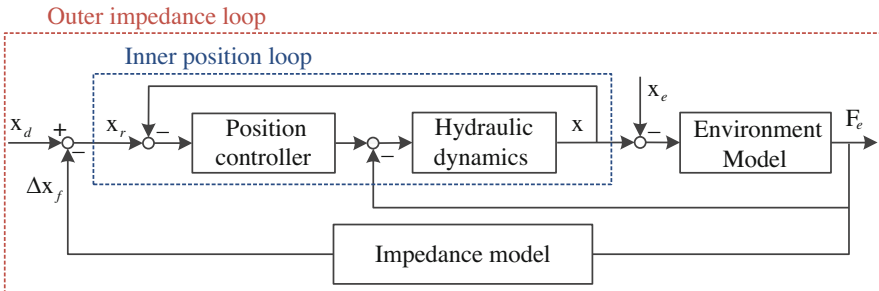 Outer impedance loop
Inner position loop
x_d
+
−
x_r
−
Position
controller
−
Hydraulic
dynamics
x
x_e
−
Environment
Model
F_e
Δx_f
Impedance model